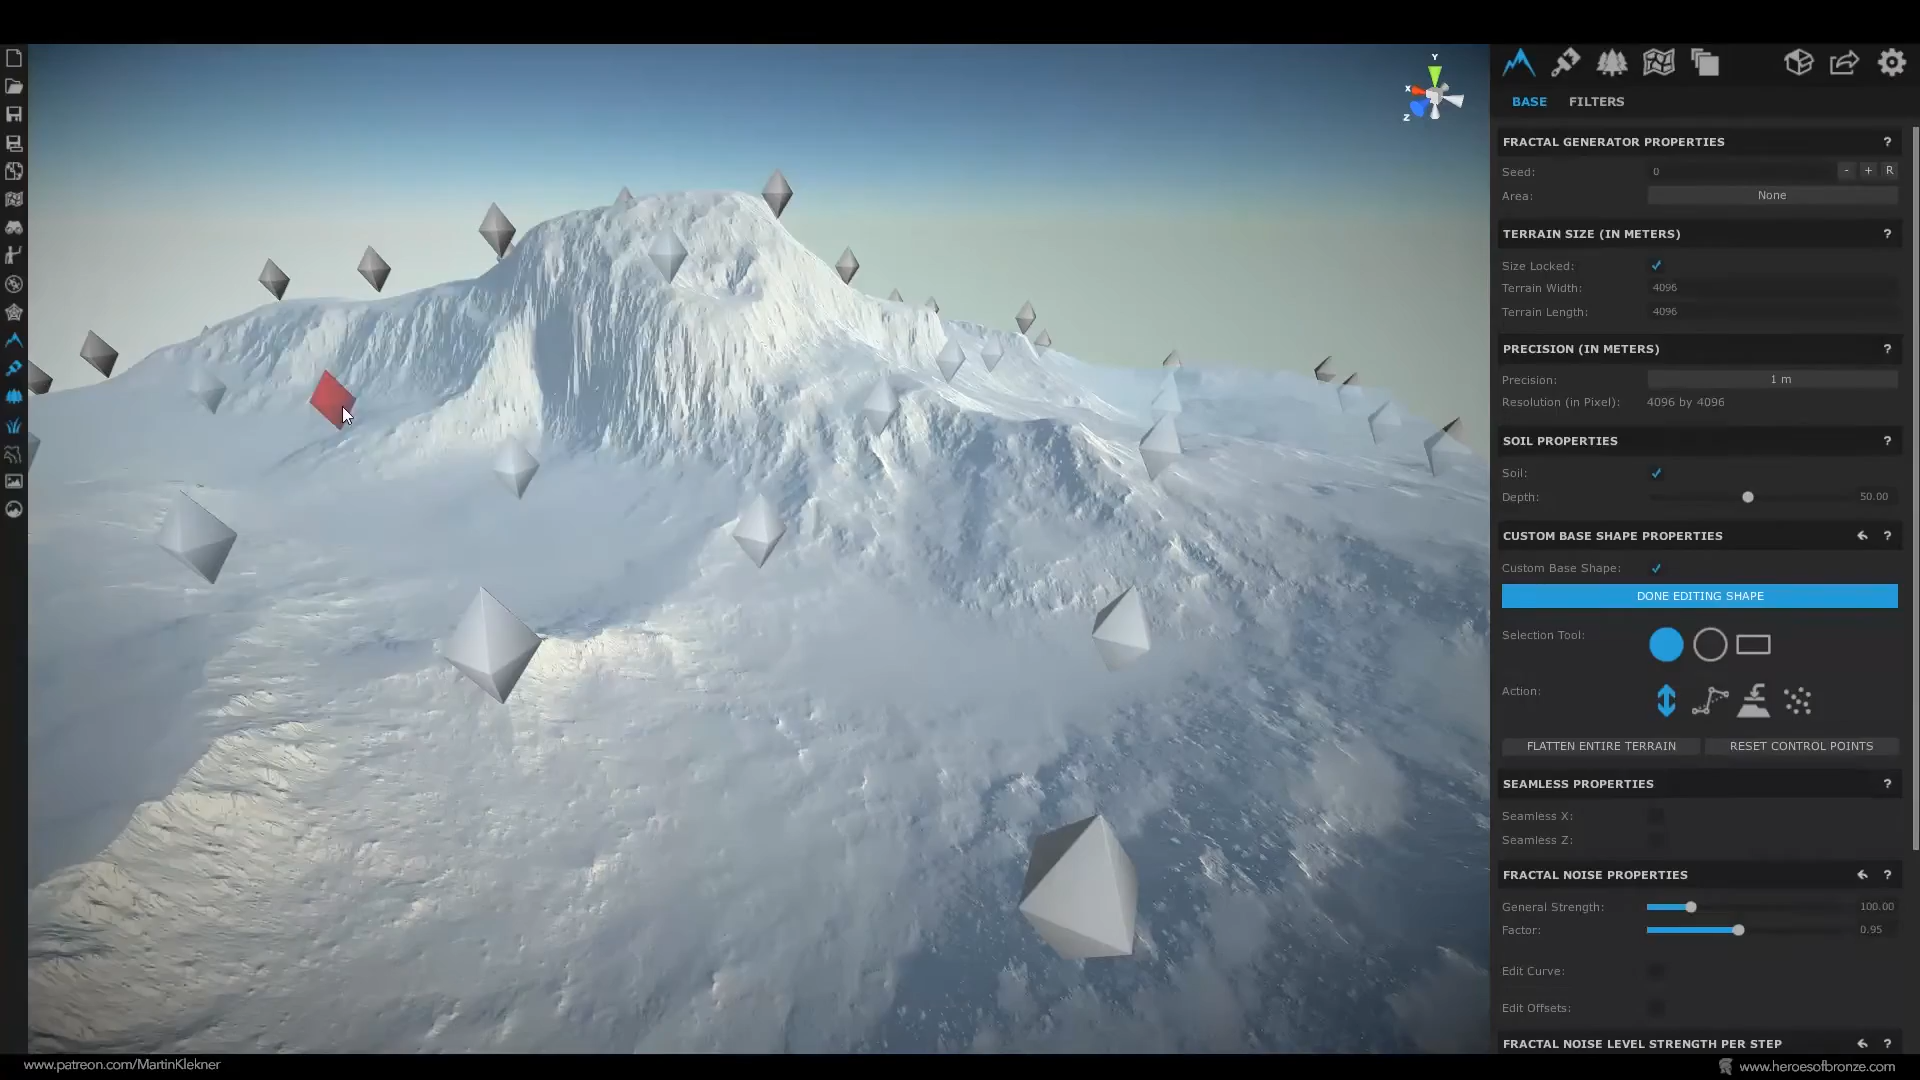 Y
X
Z
BASE FILTERS
FRACTAL GENERATOR PROPERTIES ?
Seed: 0 - + R
Area: None
TERRAIN SIZE (IN METERS) ?
Size Locked:
Terrain Width: 4096
Terrain Length: 4096
PRECISION (IN METERS) ?
Precision: 1 m
Resolution (in Pixel): 4096 by 4096
SOIL PROPERTIES ?
Soil:
Depth: 50.00
CUSTOM BASE SHAPE PROPERTIES ?
Custom Base Shape:
DONE EDITING SHAPE
Selection Tool:
Action:
FLATTEN ENTIRE TERRAIN RESET CONTROL POINTS
SEAMLESS PROPERTIES ?
Seamless X:
Seamless Z:
FRACTAL NOISE PROPERTIES ?
General Strength: 100.00
Factor: 0.95
Edit Curve:
Edit Offsets:
FRACTAL NOISE LEVEL STRENGTH PER STEP ?
www.patreon.com/MartinKlekner www.heroesofbronze.com